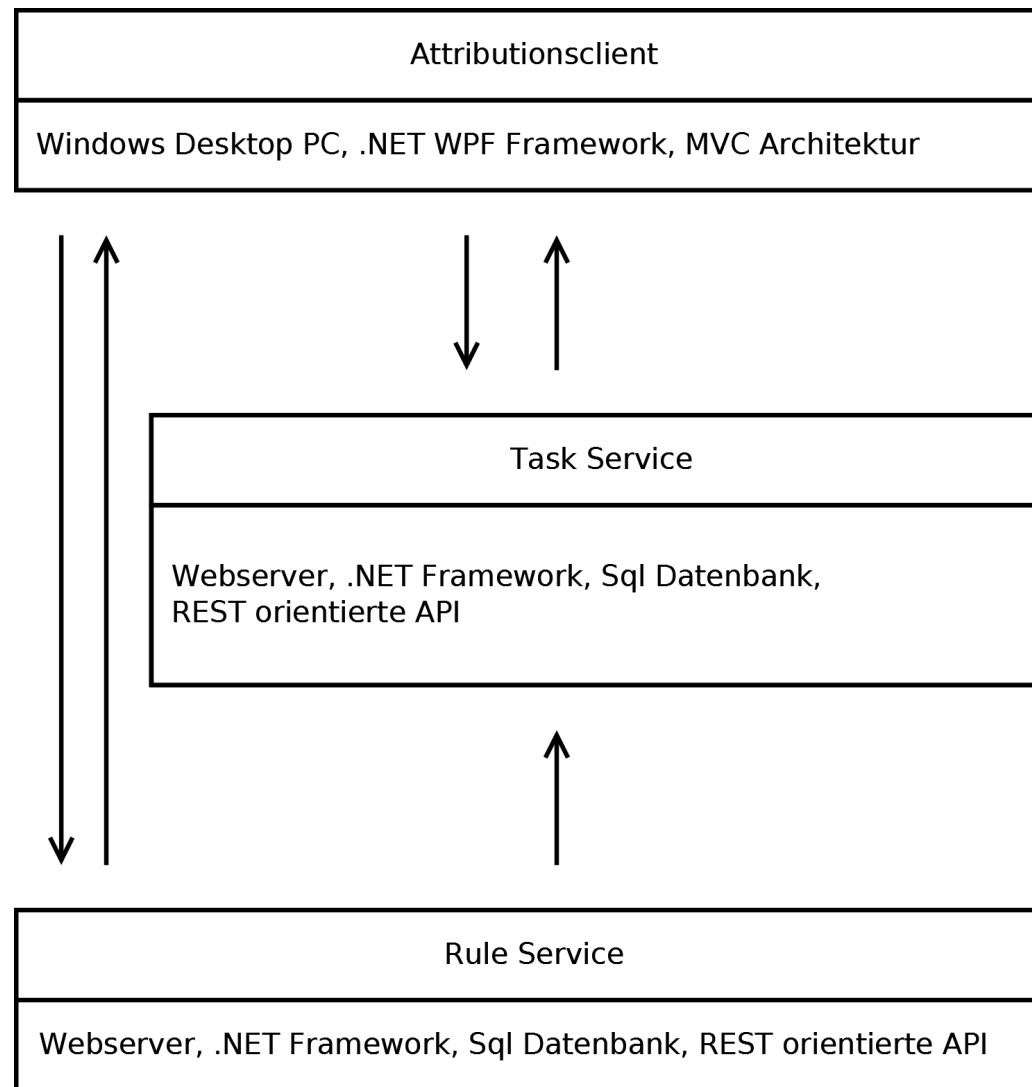 Attributionsclient
Windows Desktop PC, .NET WPF Framework, MVC Architektur
Task Service
Webserver, .NET Framework, Sql Datenbank,
REST orientierte API
Rule Service
Webserver, .NET Framework, Sql Datenbank, REST orientierte API